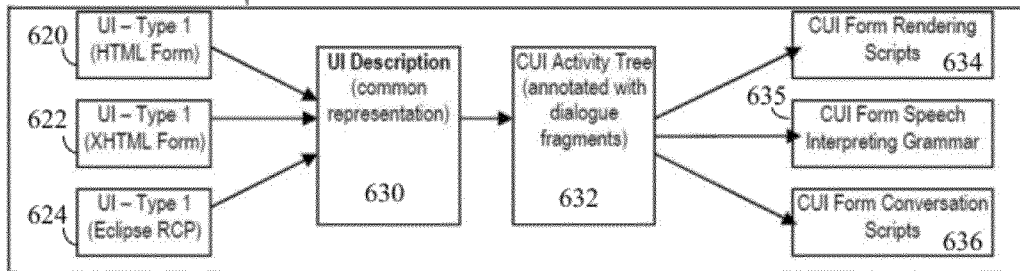 620
UI – Type 1
(HTML Form)
622
UI – Type 1
(XHTML Form)
624
UI – Type 1
(Eclipse RCP)
UI Description
(common
representation)
630
CUI Activity Tree
(annotated with
dialogue
fragments)
632
CUI Form Rendering
Scripts 634
635
CUI Form Speech
Interpreting Grammar
CUI Form Conversation
Scripts 636